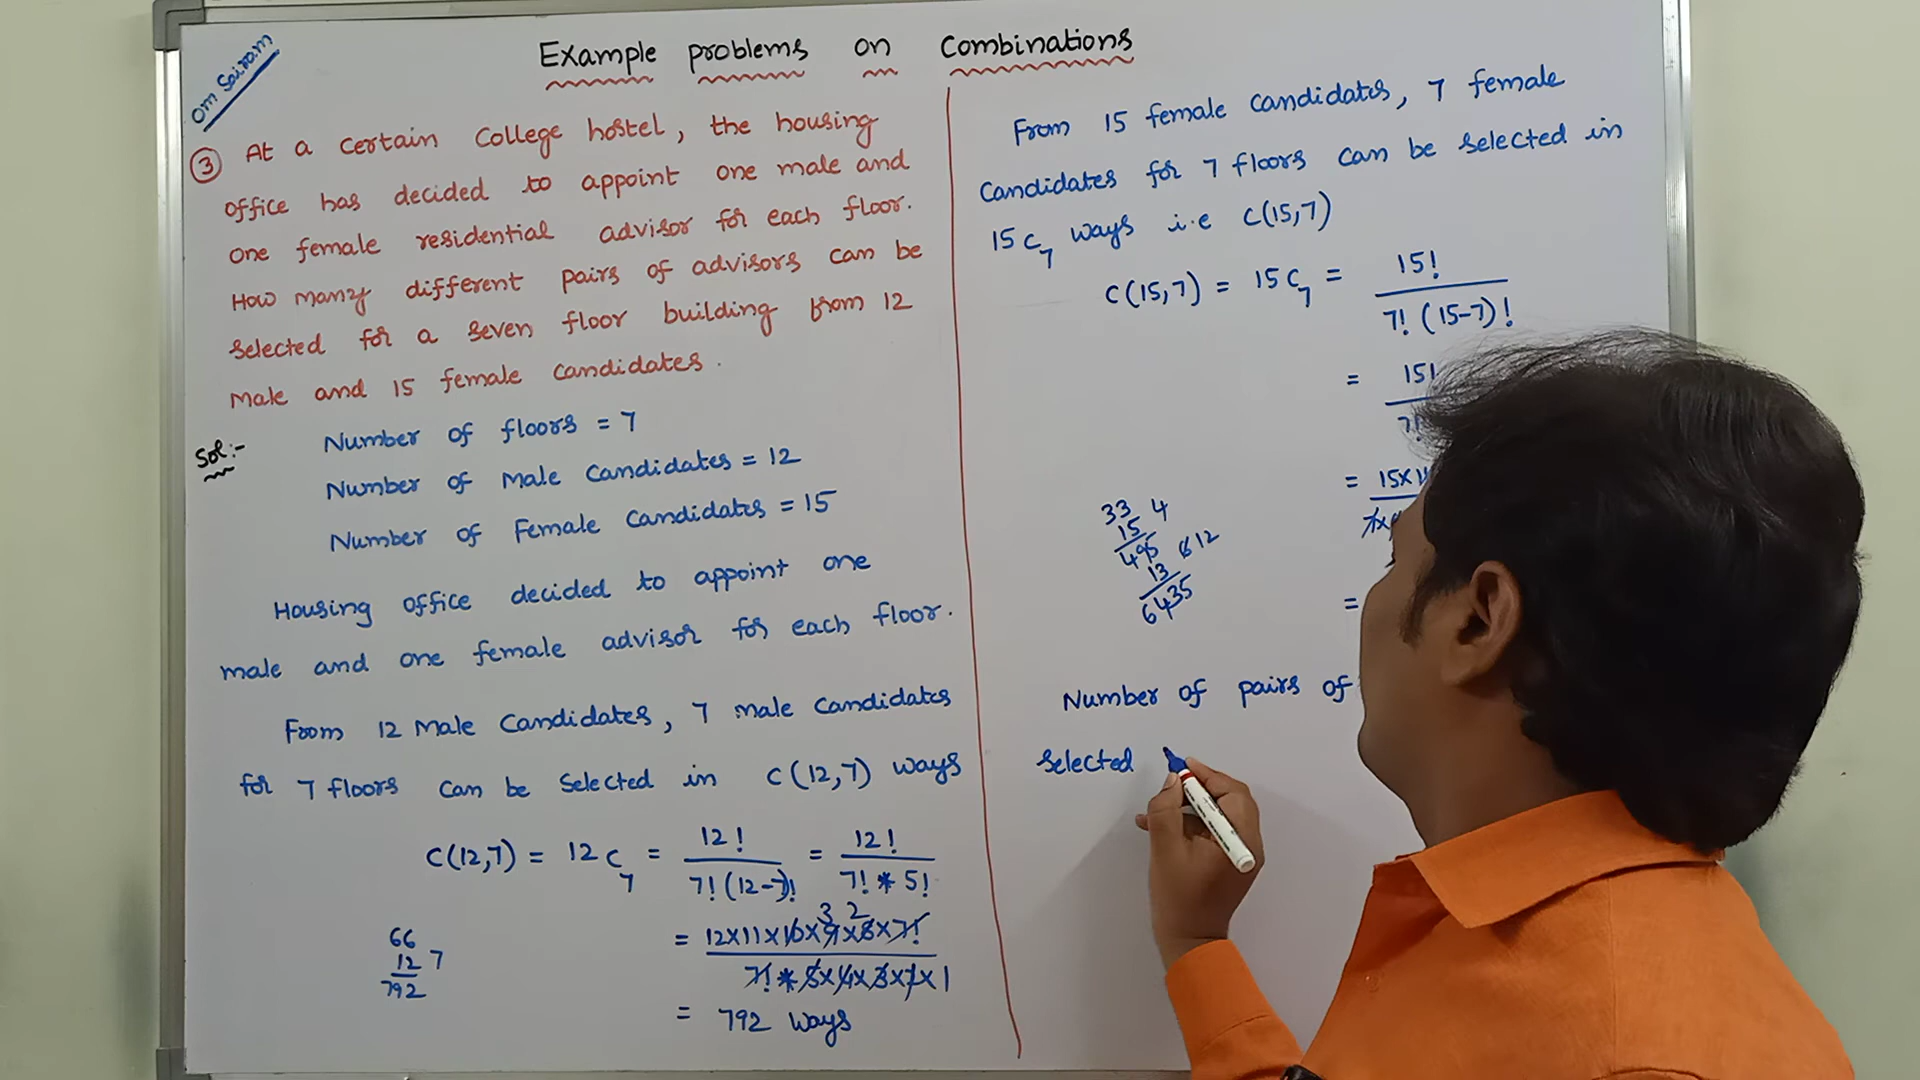 Om Sairam
Example problems on Combinations
③ At a certain College hostel, the housing
office has decided to appoint one male and
one female residential advisor for each floor.
How many different pairs of advisors can be
selected for a seven floor building from 12
Male and 15 female candidates.
Sol:- Number of floors = 7
Number of Male Candidates = 12
Number of Female Candidates = 15
Housing office decided to appoint one
male and one female advisor for each floor.
From 12 Male Candidates, 7 male candidates
for 7 floors can be selected in C(12,7) ways
C(12,7) = 12C7 = 12!/7!(12-7)! = 12!/7! * 5!
= 12×11×10×9×8×7!/7! * 5×4×3×2×1
3 2
66
12 7
792
= 792 ways
From 15 female candidates, 7 female
candidates for 7 floors can be selected in
15C7 ways i.e C(15,7)
C(15,7) = 15C7 = 15!/7! (15-7)!
= 15!/7!
= 15×1
33 4
15
495 6 12
13
6435
=
Number of pairs of
selected